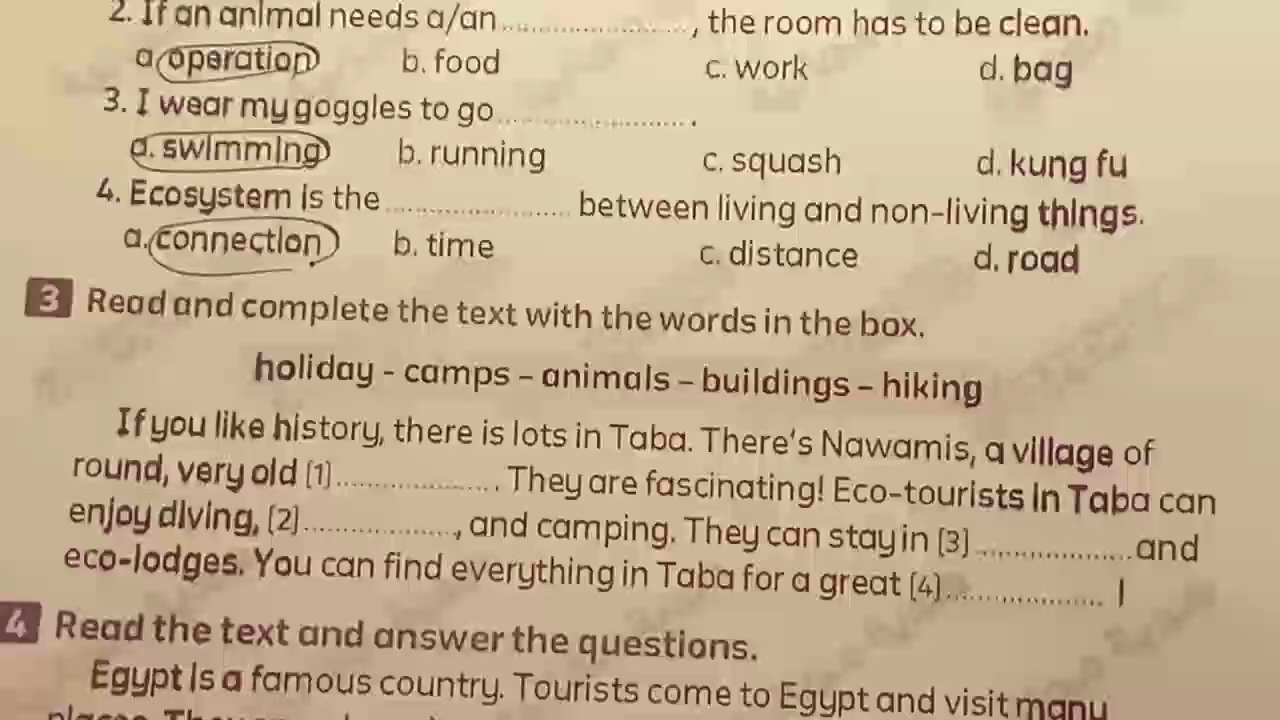 2. If an animal needs a/an...................., the room has to be clean.
a operation b. food c. work d. bag
3. I wear my goggles to go.................... .
a. swimming b. running c. squash d. kung fu
4. Ecosystem is the .................... between living and non-living things.
a. connection b. time c. distance d. road
3 Read and complete the text with the words in the box.
holiday - camps – animals – buildings – hiking
If you like history, there is lots in Taba. There's Nawamis, a village of
round, very old (1).................... . They are fascinating! Eco-tourists in Taba can
enjoy diving, (2)...................., and camping. They can stay in (3) ....................and
eco-lodges. You can find everything in Taba for a great (4).................... !
4 Read the text and answer the questions.
Egypt is a famous country. Tourists come to Egypt and visit many